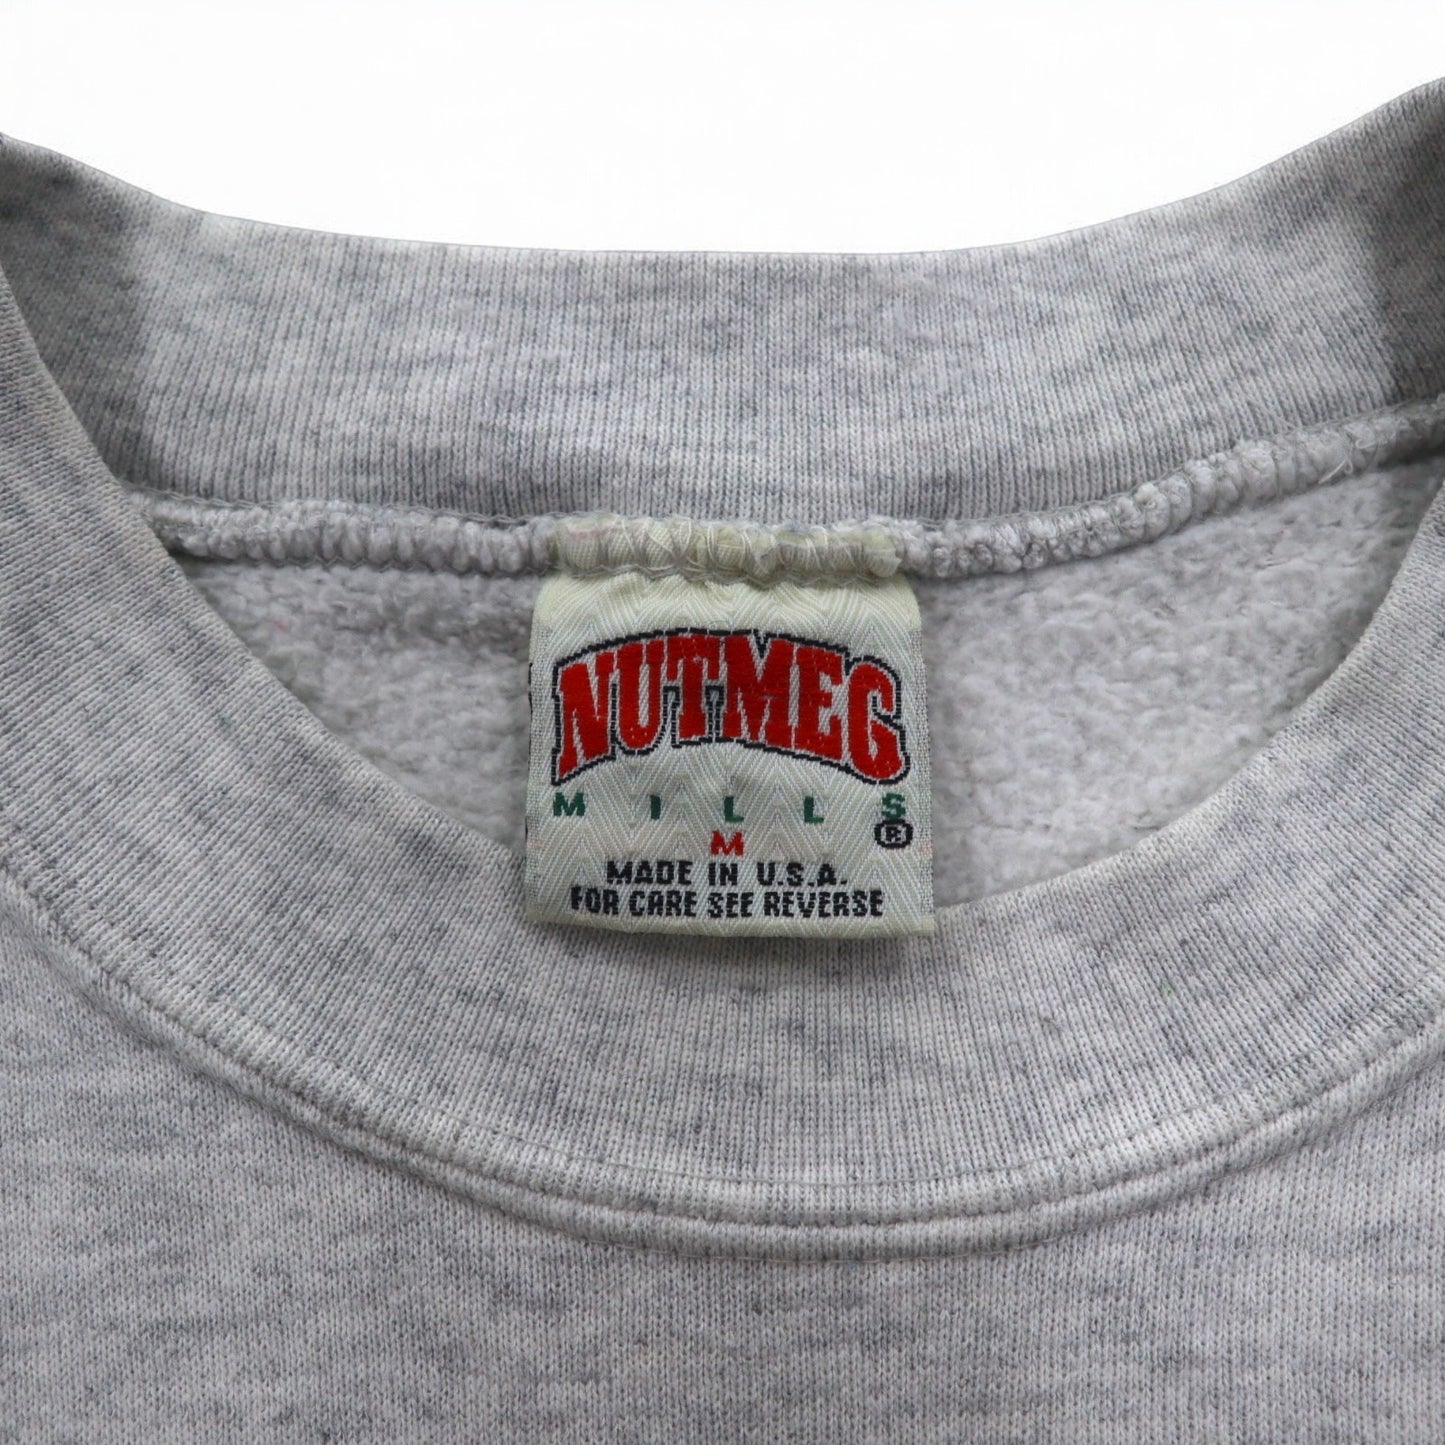 NUTMEG
MILLS
®
M
MADE IN U.S.A.
FOR CARE SEE REVERSE